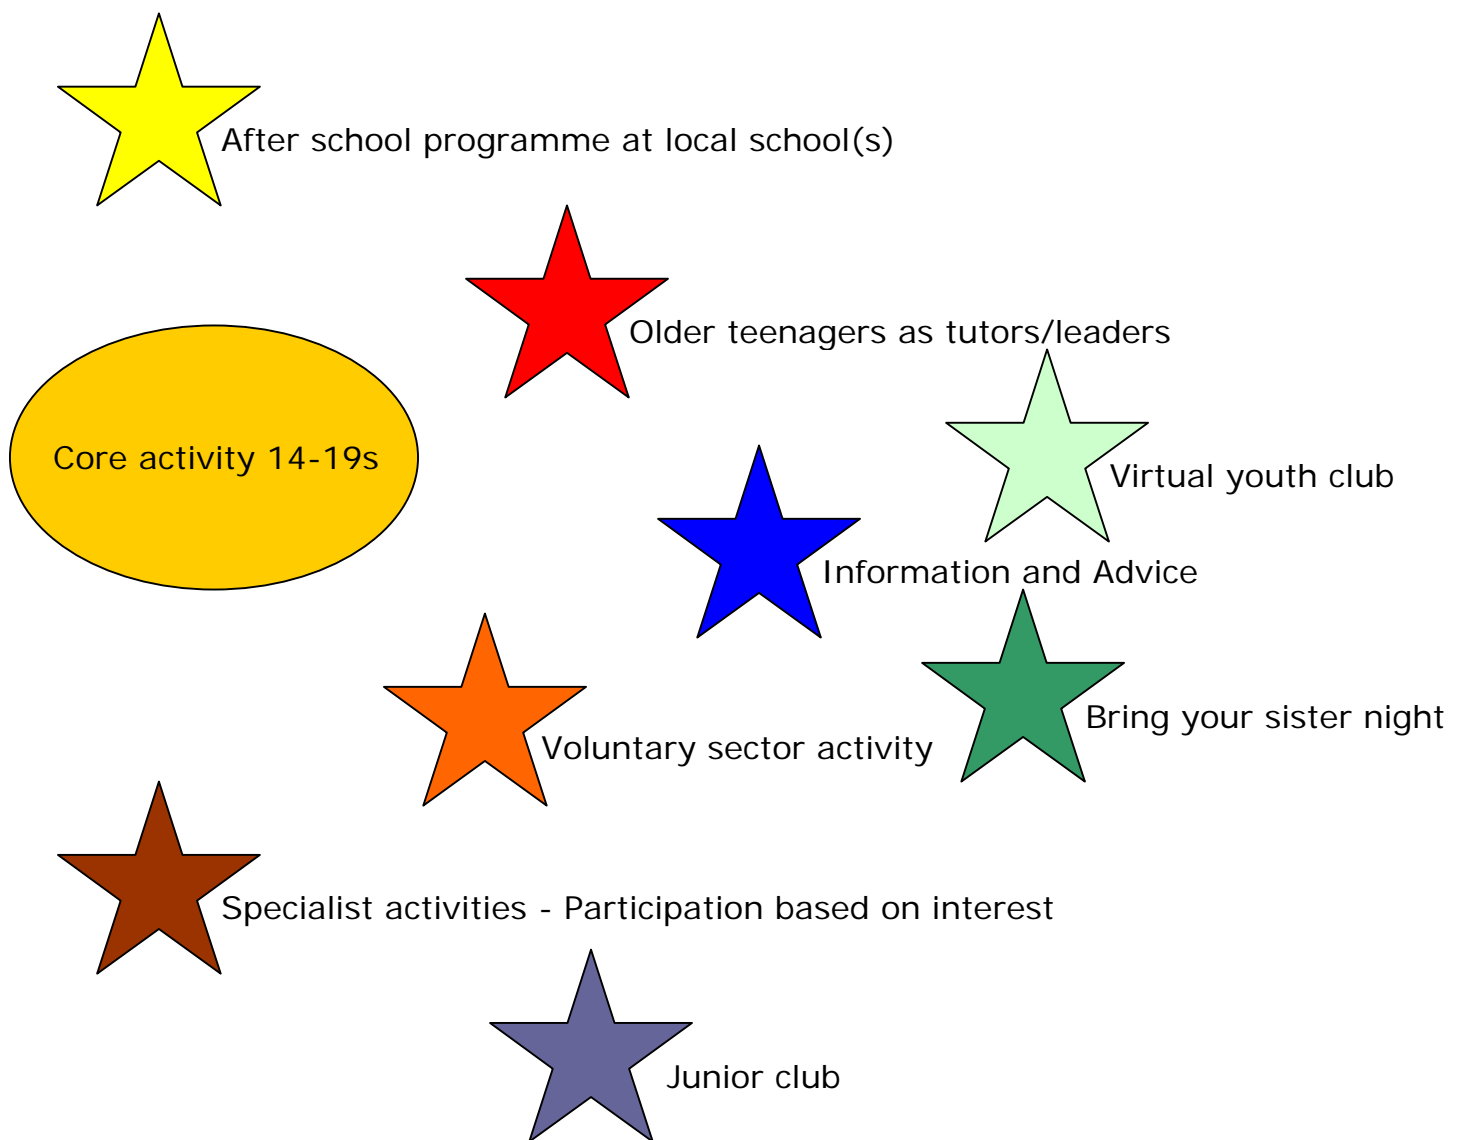 After school programme at local school(s)
Older teenagers as tutors/leaders
Core activity 14-19s
Virtual youth club
Information and Advice
Bring your sister night
Voluntary sector activity
Specialist activities - Participation based on interest
Junior club